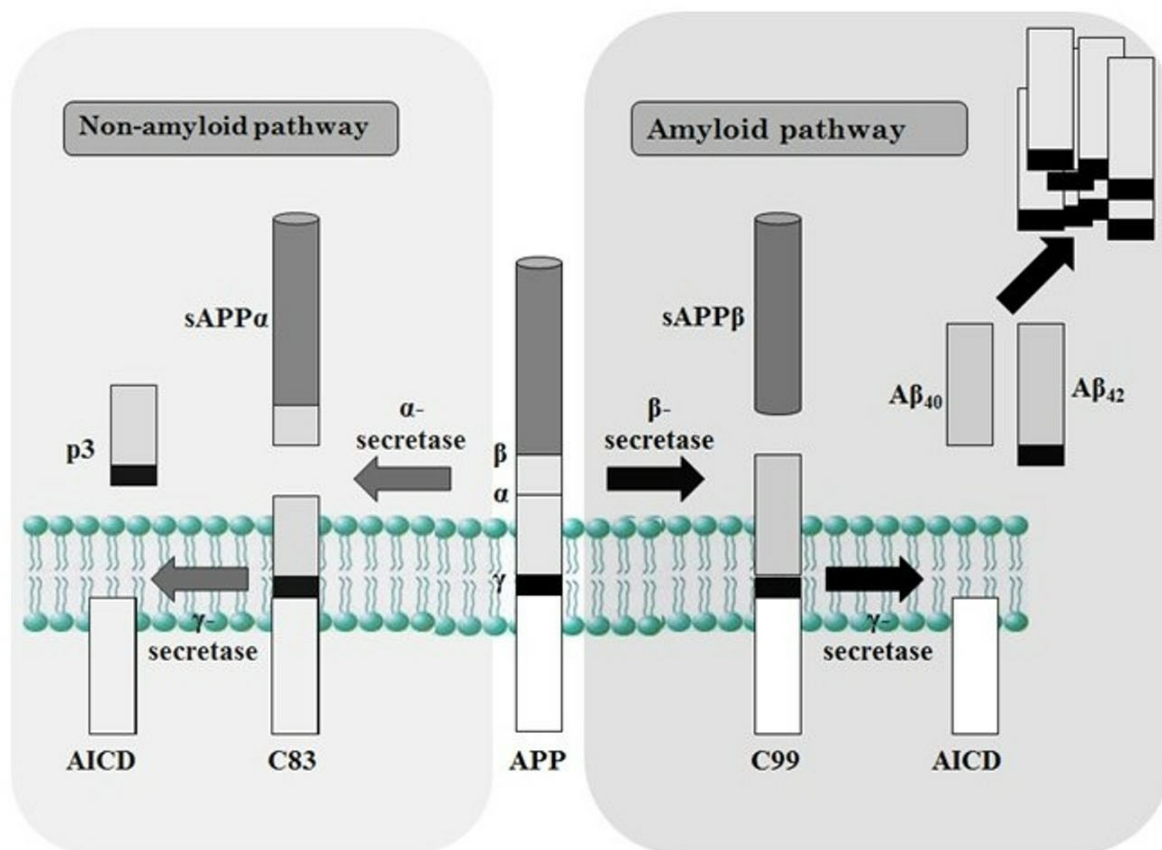 Non-amyloid pathway
Amyloid pathway
sAPPα
sAPPβ
p3
α-
secretase
β
α
γ
β-
secretase
Aβ40
Aβ42
γ-
secretase
γ-
secretase
AICD
C83
APP
C99
AICD